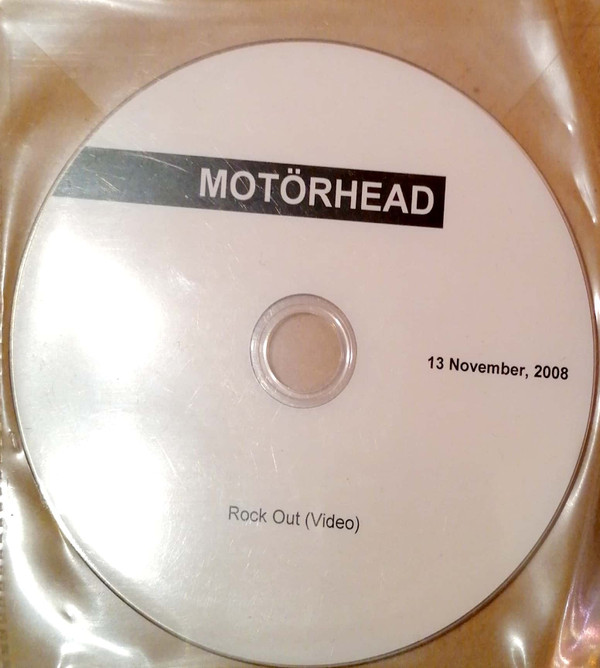 MOTÖRHEAD
13 November, 2008
Rock Out (Video)